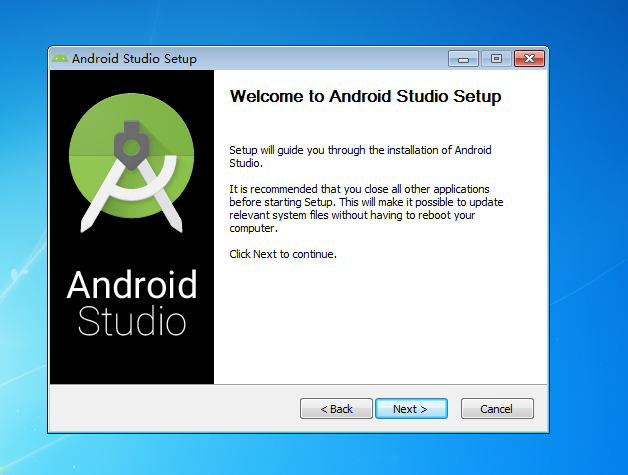 Android Studio Setup
Welcome to Android Studio Setup
Setup will guide you through the installation of Android
Studio.
It is recommended that you close all other applications
before starting Setup. This will make it possible to update
relevant system files without having to reboot your
computer.
Click Next to continue.
Android
Studio
< Back
Next >
Cancel